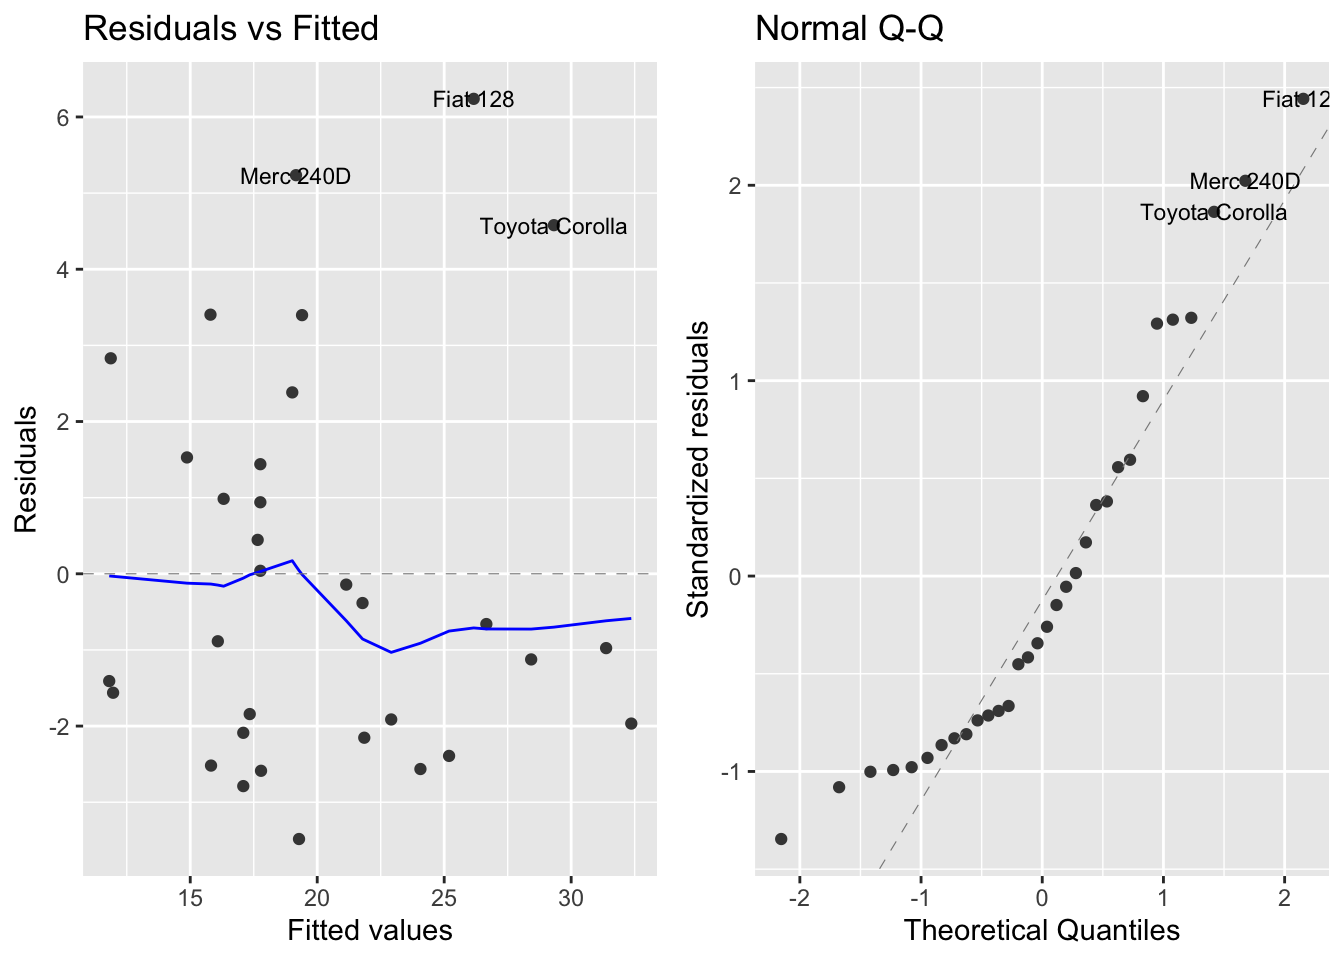 Residuals vs Fitted
Fiat 128
Merc 240D
Toyota Corolla
6
4
2
0
-2
Residuals
15
20
25
30
Fitted values
Normal Q-Q
Fiat 12
Merc 240D
Toyota Corolla
2
1
0
-1
Standardized residuals
-2
-1
0
1
2
Theoretical Quantiles